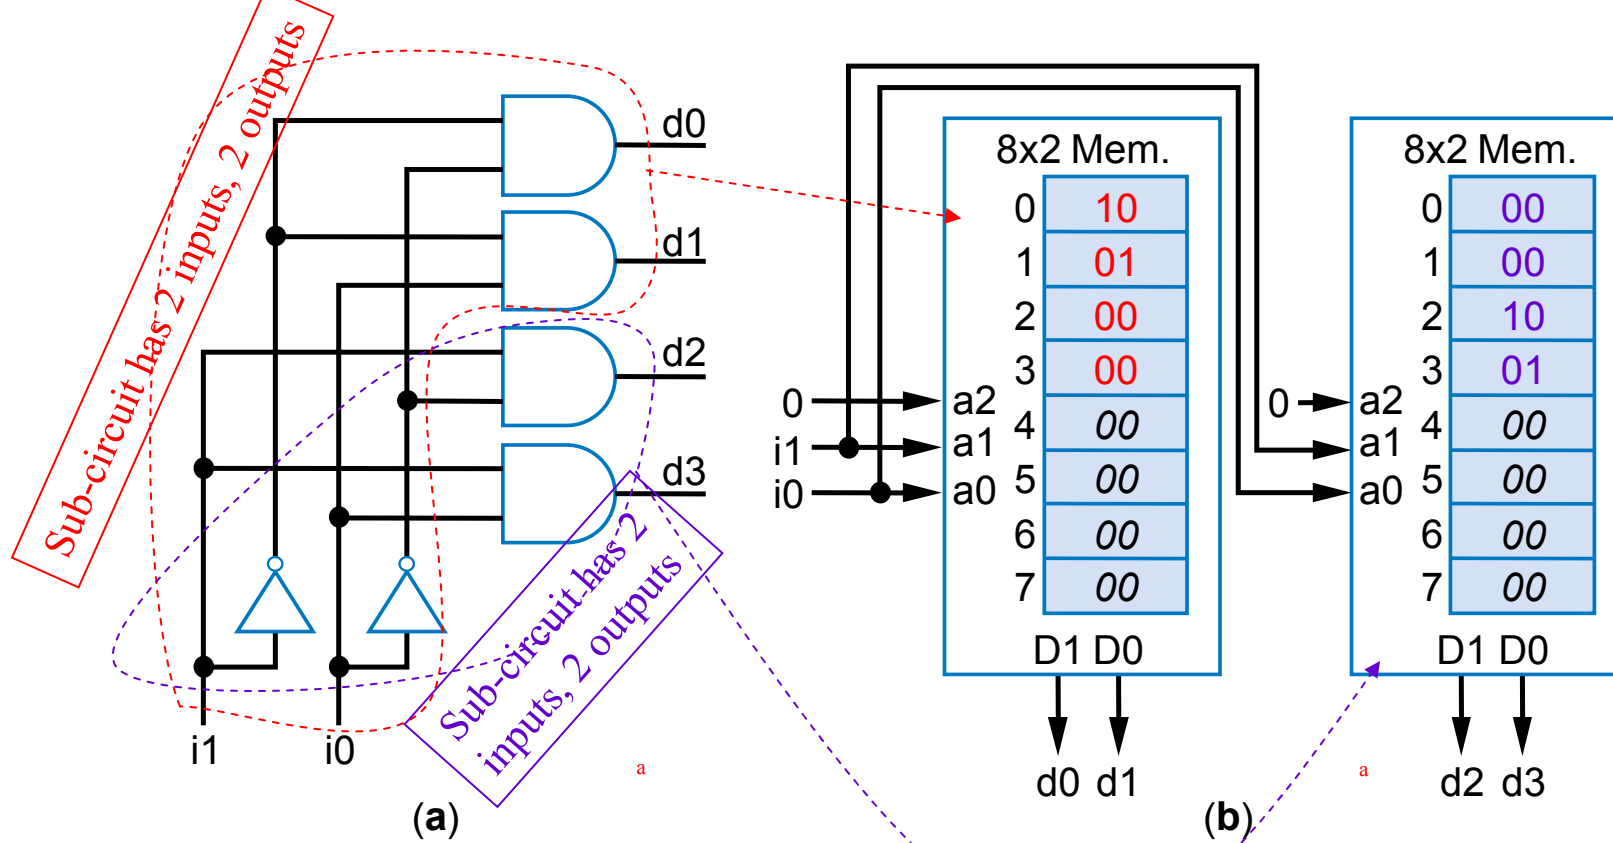 Sub-circuit has 2 inputs, 2 outputs
d0
d1
d2
d3
Sub-circuit has 2
inputs, 2 outputs
i1 i0
a
(a)
8x2 Mem.
0 10
1 01
2 00
3 00
4 00
5 00
6 00
7 00
0 a2
i1 a1
i0 a0
D1 D0
d0 d1
8x2 Mem.
0 00
1 00
2 10
3 01
4 00
5 00
6 00
7 00
0 a2
a1
a0
D1 D0
d2 d3
a
(b)